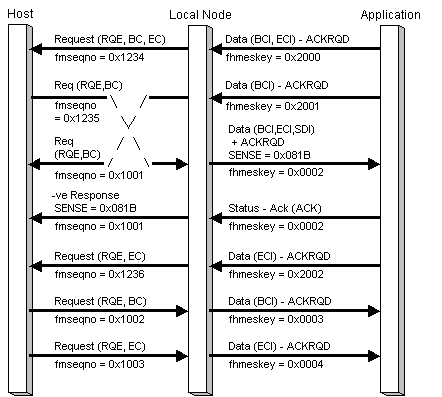 Host Local Node Application
Request (RQE, BC, EC) Data (BCI, ECI) - ACKRQD
fmseqno = 0x1234 fhmeskey = 0x2000
Req (RQE,BC) Data (BCI) - ACKRQD
fmseqno
= 0x1235
fhmeskey = 0x2001
Req
(RQE,BC)
Data (BCI,ECI,SDI)
+ ACKRQD
SENSE = 0x081B
fmseqno = 0x1001 fhmeskey = 0x0002
-ve Response
SENSE = 0x081B
Status - Ack (ACK)
fmseqno = 0x1001 fhmeskey = 0x0002
Request (RQE, EC) Data (ECI) - ACKRQD
fmseqno = 0x1236 fhmeskey = 0x2002
Request (RQE, BC) Data (BCI) - ACKRQD
fmseqno = 0x1002 fhmeskey = 0x0003
Request (RQE, EC) Data (ECI) - ACKRQD
fmseqno = 0x1003 fhmeskey = 0x0004